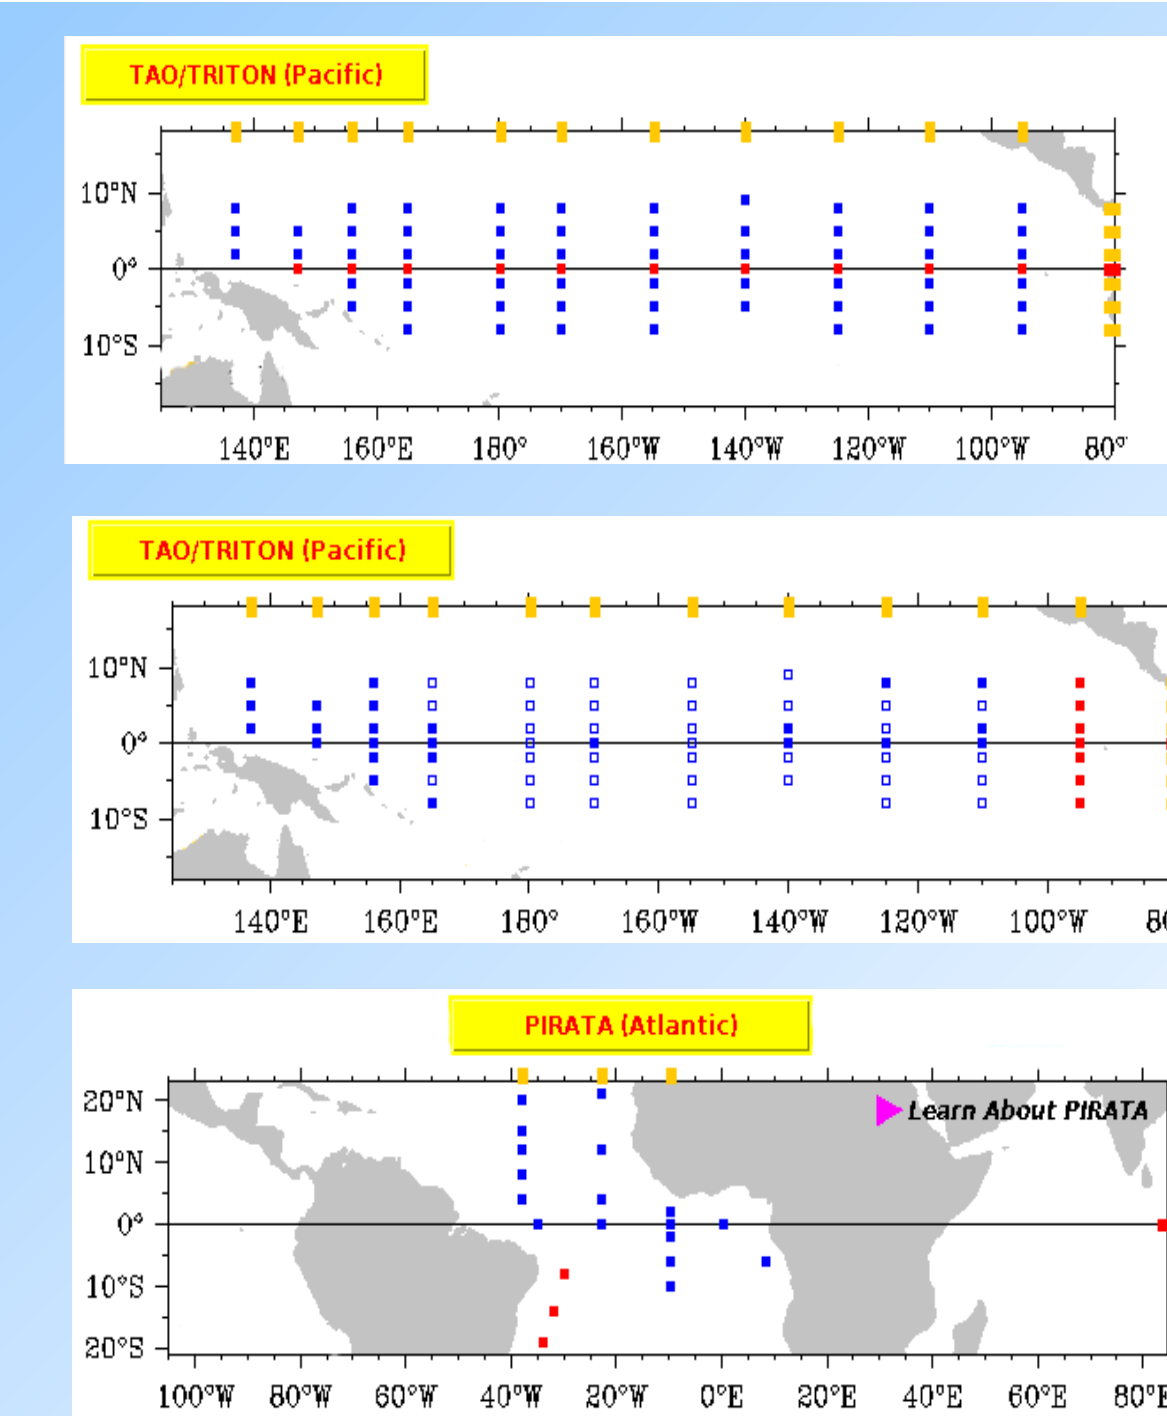 TAO/TRITON (Pacific)
10°N
0°
10°S
140°E 160°E 180° 160°W 140°W 120°W 100°W 80°
TAO/TRITON (Pacific)
10°N
0°
10°S
140°E 160°E 180° 160°W 140°W 120°W 100°W
PIRATA (Atlantic)
Learn About PIRATA
20°N
10°N
0°
10°S
20°S
100°W 80°W 60°W 40°W 20°W 0°E 20°E 40°E 60°E 80°E